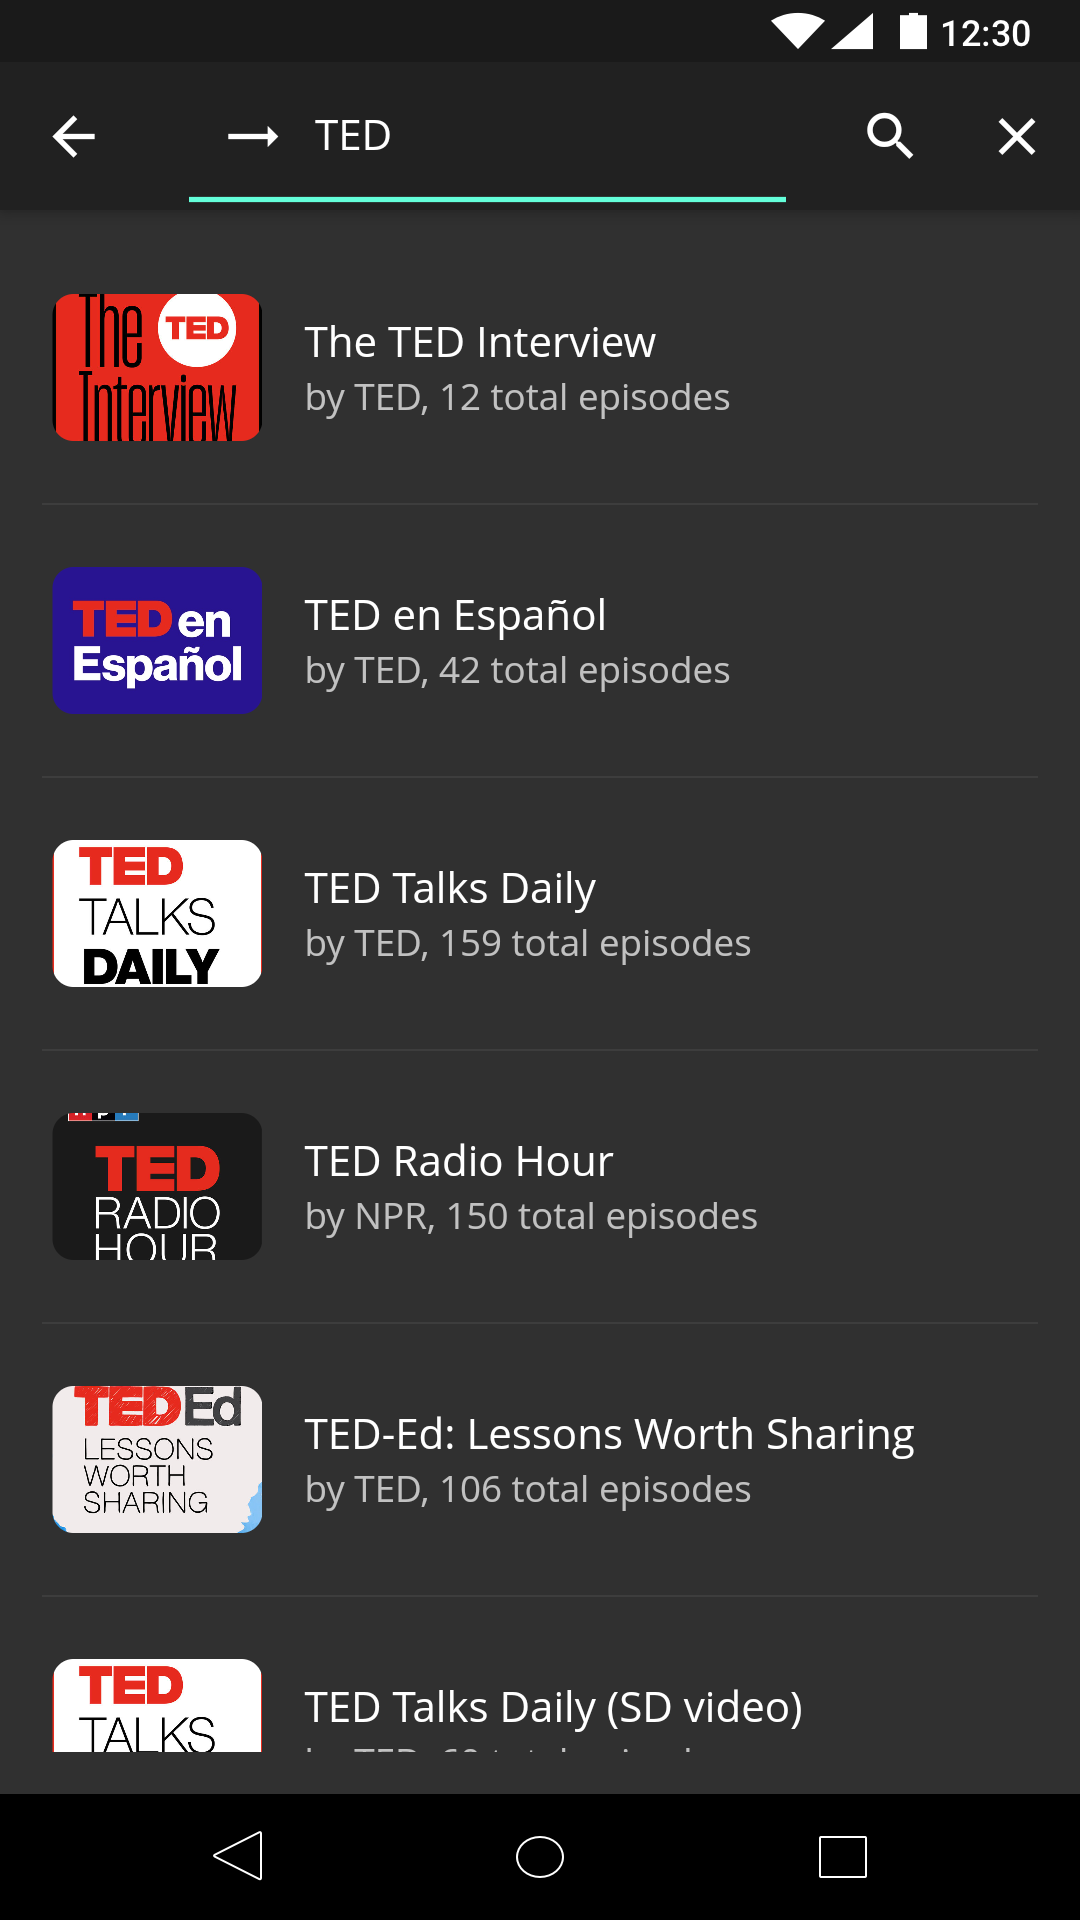 12:30
TED
The TED
Interview
The TED Interview
by TED, 12 total episodes
TED en
Español
TED en Español
by TED, 42 total episodes
TED
TALKS
DAILY
TED Talks Daily
by TED, 159 total episodes
TED
RADIO
HOUR
TED Radio Hour
by NPR, 150 total episodes
TEDEd
LESSONS
WORTH
SHARING
TED-Ed: Lessons Worth Sharing
by TED, 106 total episodes
TED
TALKS
TED Talks Daily (SD video)